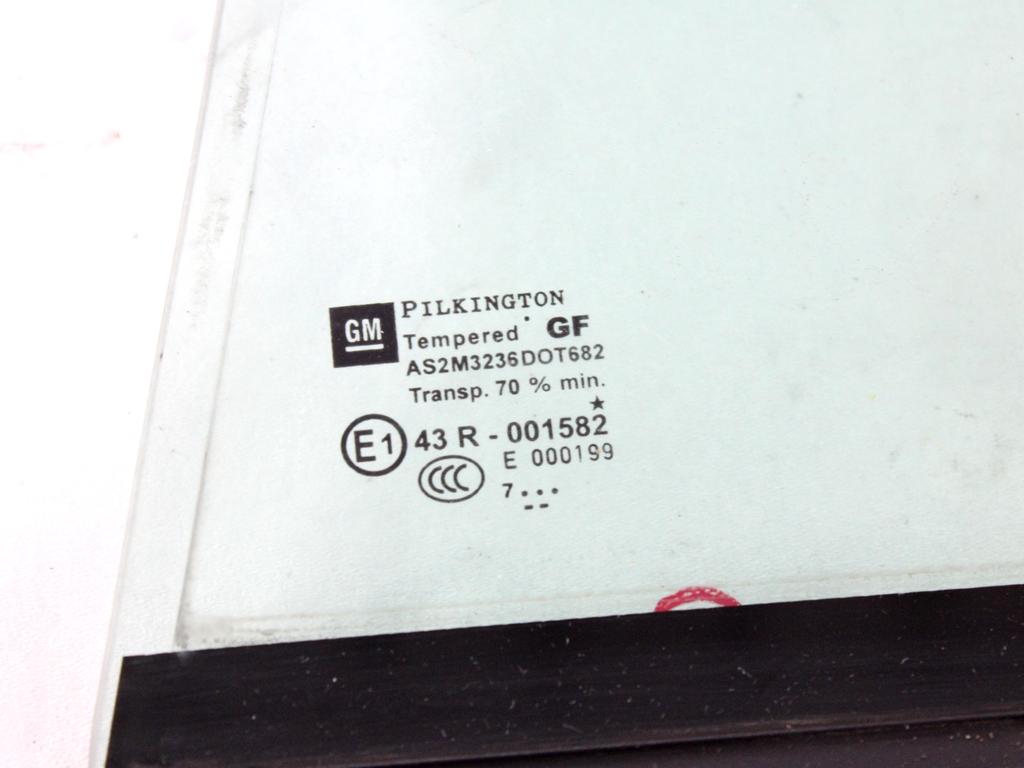 GM
PILKINGTON
Tempered GF
AS2M3236DOT682
Transp. 70 % min.
★
E1 43 R - 001582
CCC E 000199
7...
--